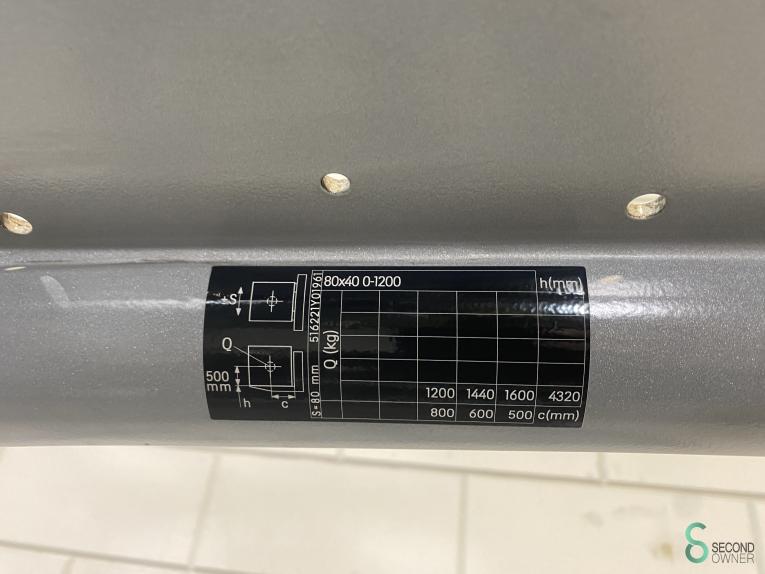 80x40 0-1200 h(mm)
±S
516221Y01961
Q (kg)
Q
500
mm
h
c
S=80 mm
1200 1440 1600 4320
800 600 500 c(mm)
SECOND
OWNER